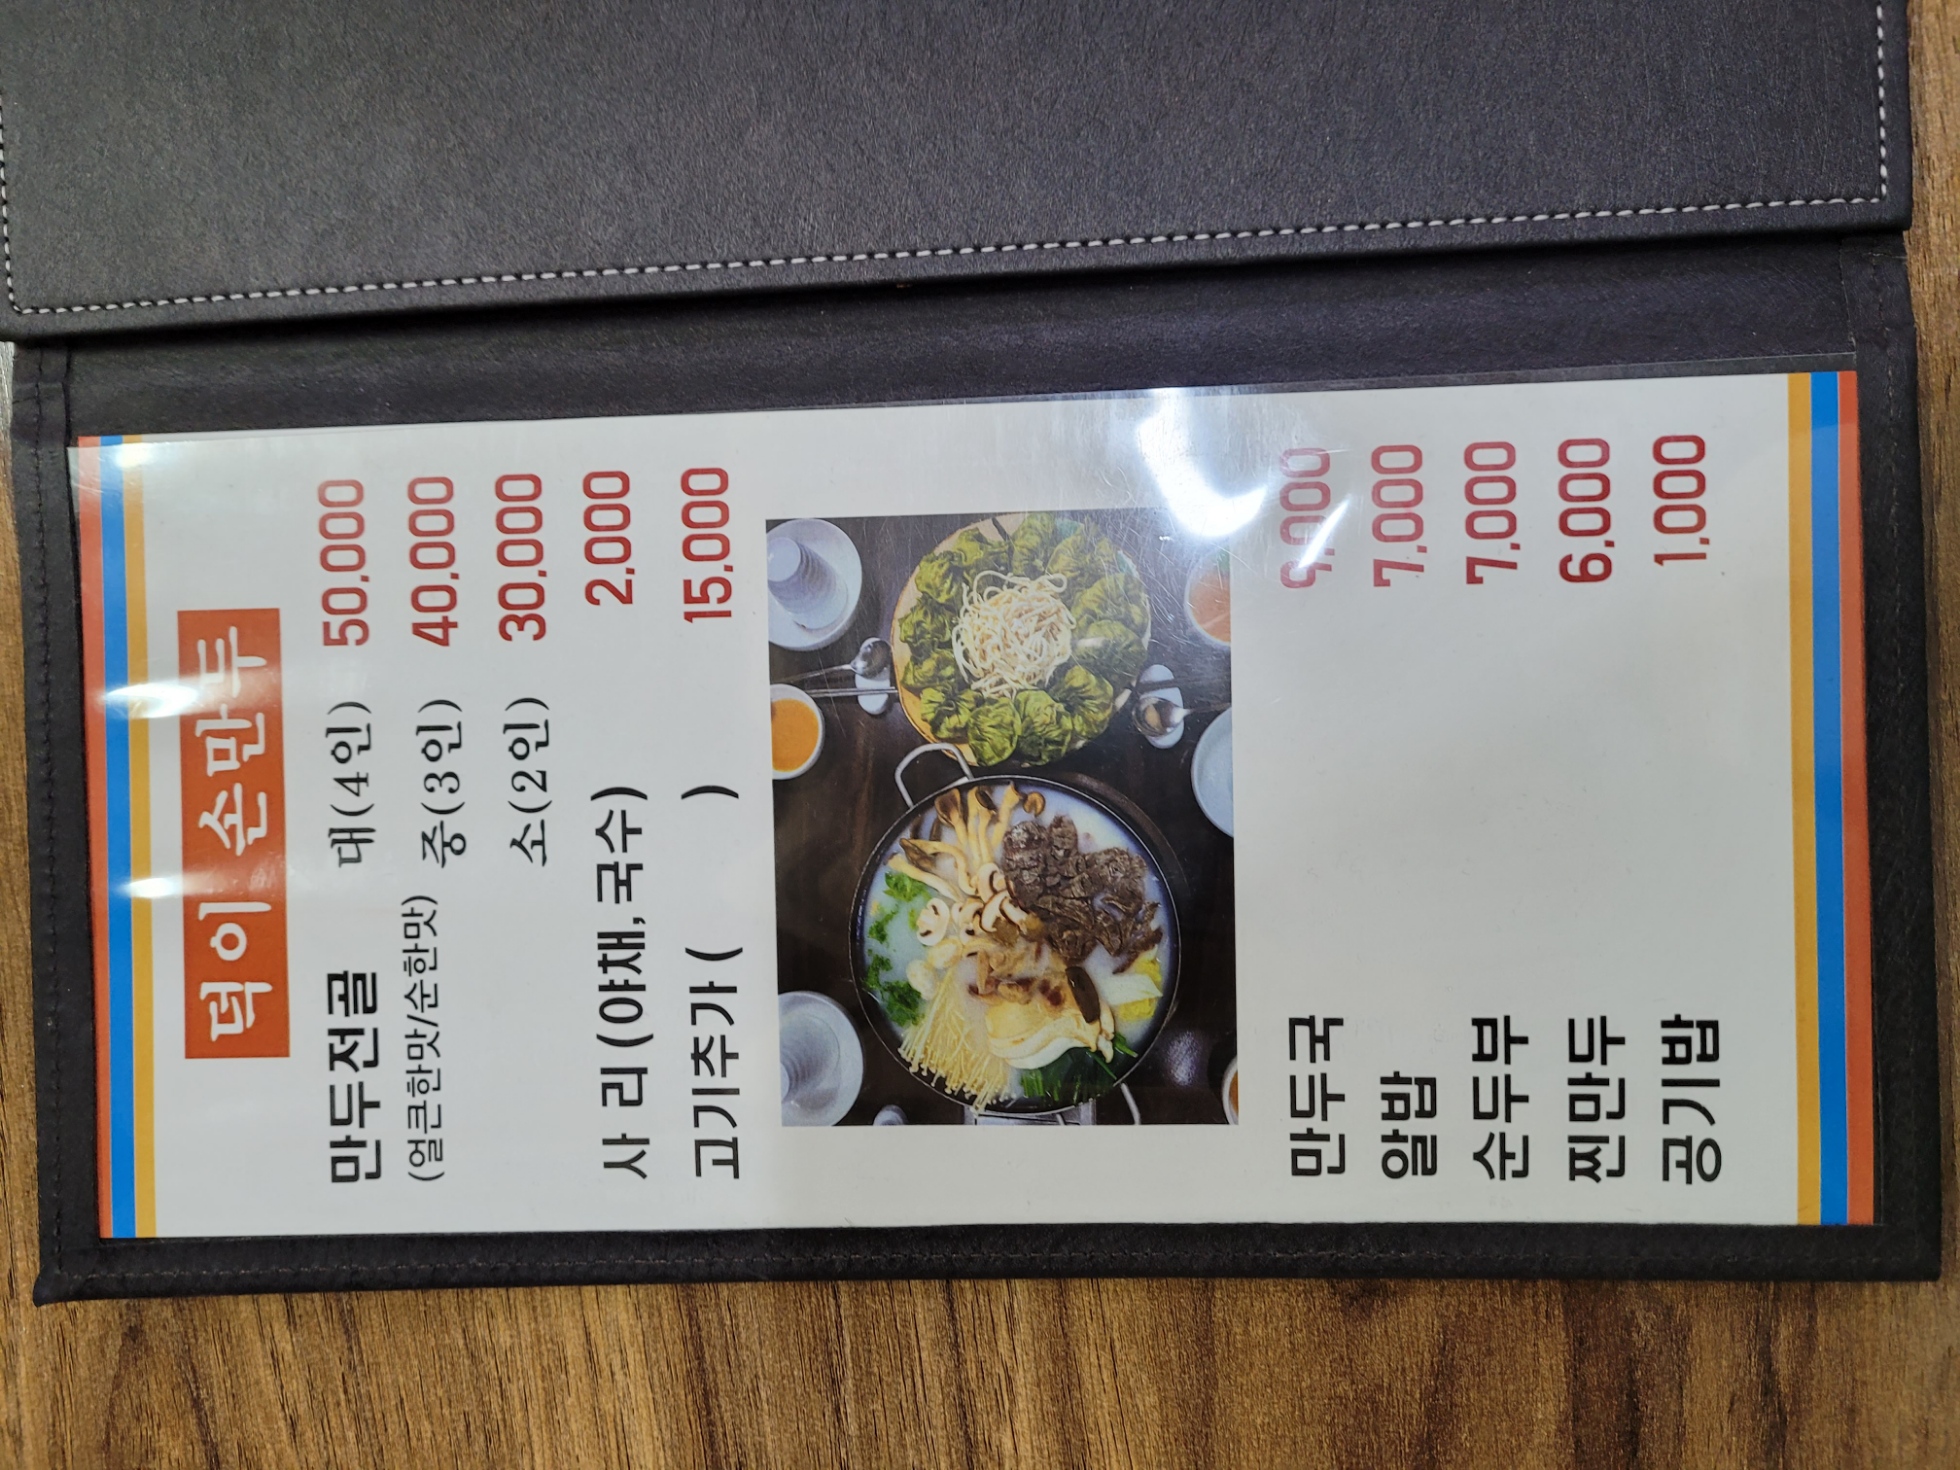 덕이 손만두
만두전골 대(4인) 50,000
(얼큰한맛/순한맛) 중(3인) 40,000
소(2인) 30,000
사 리 (야채,국수) 2,000
고기추가 ( ) 15,000
만두국 9,000
알밥 7,000
순두부 7,000
찐만두 6,000
공기밥 1,000